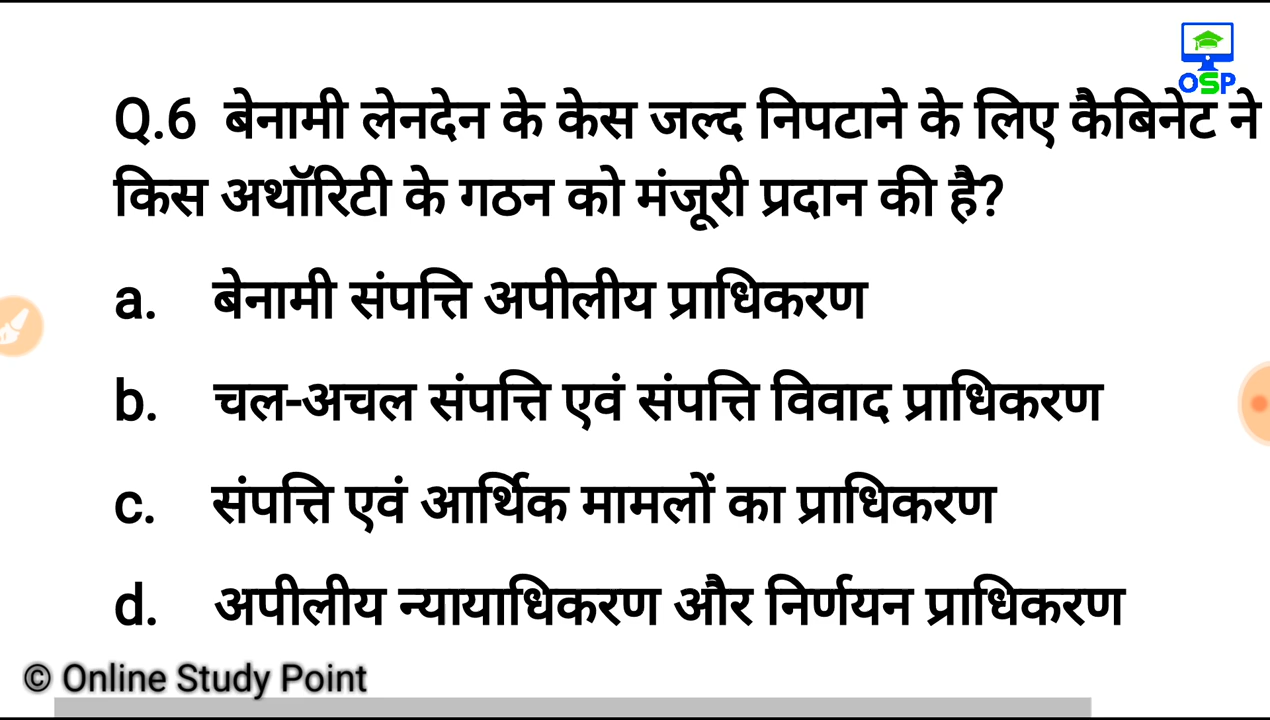 OSP
Q.6 बेनामी लेनदेन के केस जल्द निपटाने के लिए कैबिनेट ने
किस अथॉरिटी के गठन को मंजूरी प्रदान की है?
a. बेनामी संपत्ति अपीलीय प्राधिकरण
b. चल-अचल संपत्ति एवं संपत्ति विवाद प्राधिकरण
c. संपत्ति एवं आर्थिक मामलों का प्राधिकरण
d. अपीलीय न्यायाधिकरण और निर्णयन प्राधिकरण
© Online Study Point